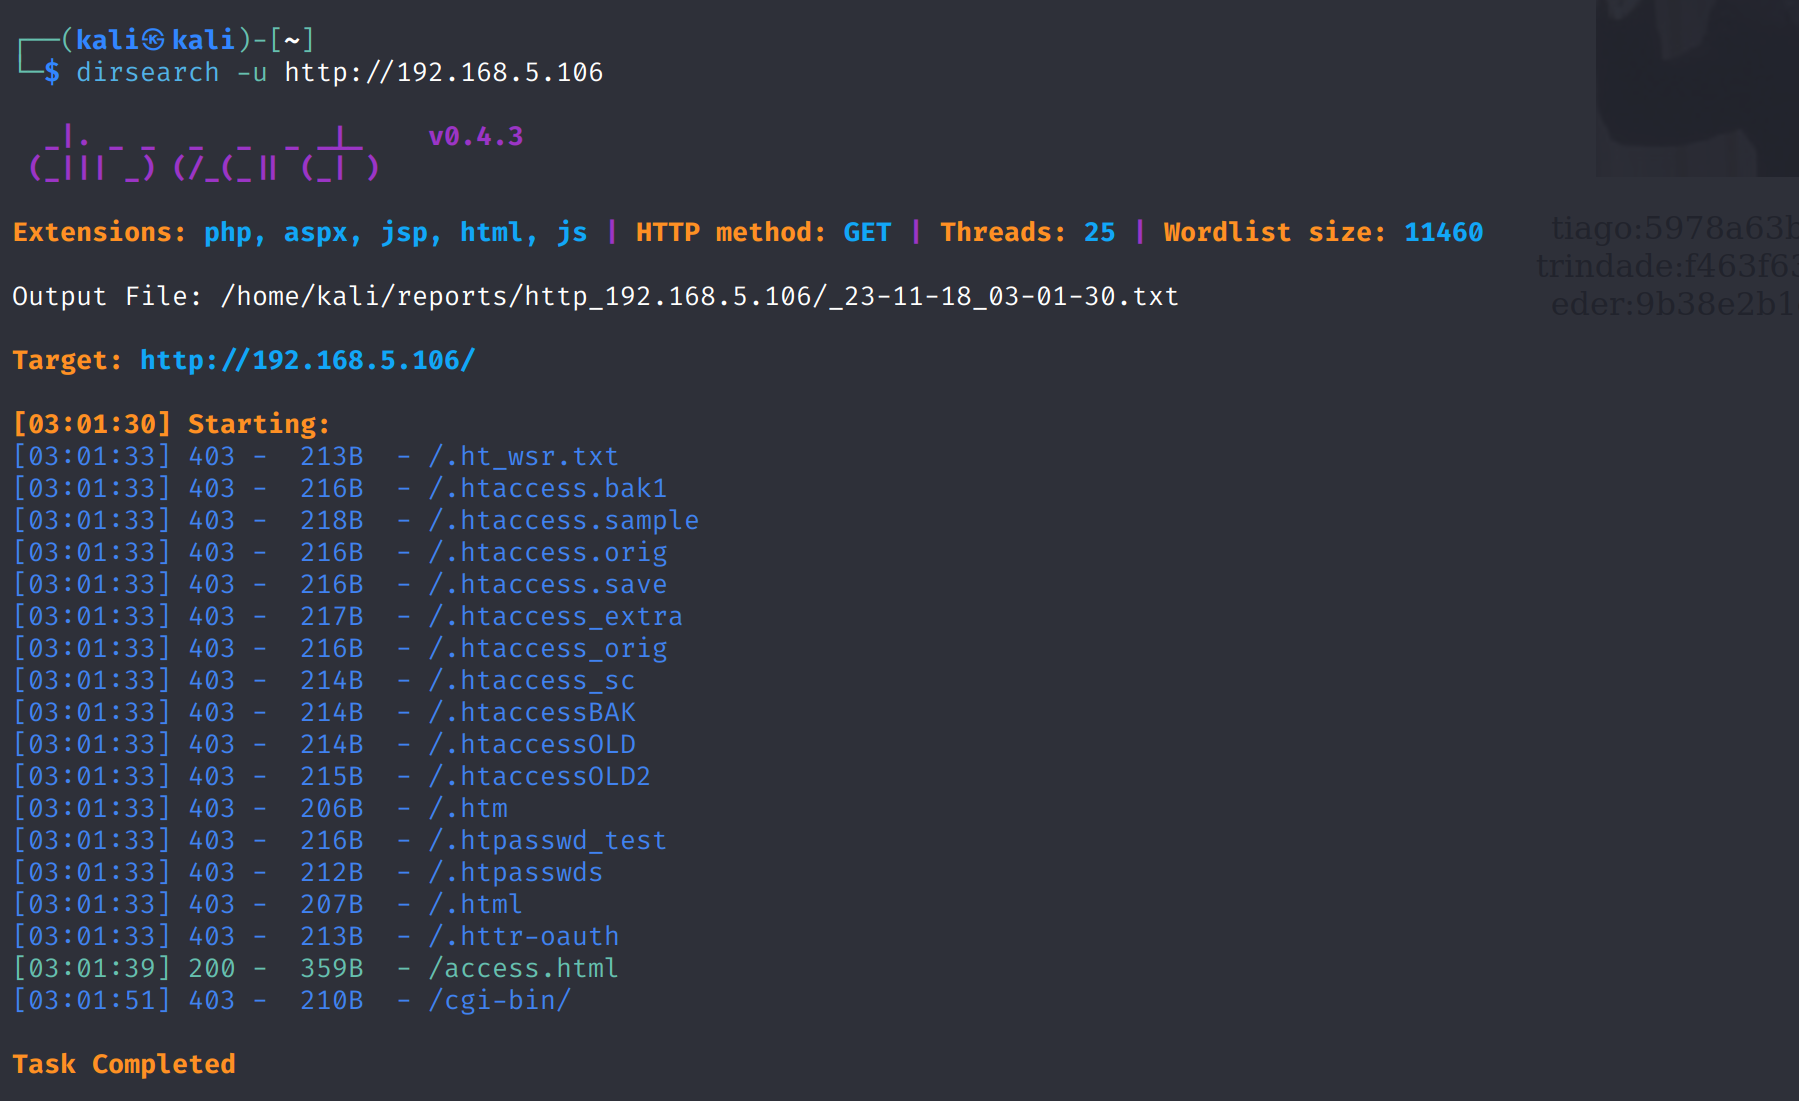 (kali㉿kali)-[~]
$ dirsearch -u http://192.168.5.106
v0.4.3
Extensions: php, aspx, jsp, html, js | HTTP method: GET | Threads: 25 | Wordlist size: 11460
tiago:5978a63b
trindade:f463f63
eder:9b38e2b1
Output File: /home/kali/reports/http_192.168.5.106/_23-11-18_03-01-30.txt
Target: http://192.168.5.106/
[03:01:30] Starting:
[03:01:33] 403 -  213B  - /.ht_wsr.txt
[03:01:33] 403 -  216B  - /.htaccess.bak1
[03:01:33] 403 -  218B  - /.htaccess.sample
[03:01:33] 403 -  216B  - /.htaccess.orig
[03:01:33] 403 -  216B  - /.htaccess.save
[03:01:33] 403 -  217B  - /.htaccess_extra
[03:01:33] 403 -  216B  - /.htaccess_orig
[03:01:33] 403 -  214B  - /.htaccess_sc
[03:01:33] 403 -  214B  - /.htaccessBAK
[03:01:33] 403 -  214B  - /.htaccessOLD
[03:01:33] 403 -  215B  - /.htaccessOLD2
[03:01:33] 403 -  206B  - /.htm
[03:01:33] 403 -  216B  - /.htpasswd_test
[03:01:33] 403 -  212B  - /.htpasswds
[03:01:33] 403 -  207B  - /.html
[03:01:33] 403 -  213B  - /.httr-oauth
[03:01:39] 200 -  359B  - /access.html
[03:01:51] 403 -  210B  - /cgi-bin/
Task Completed